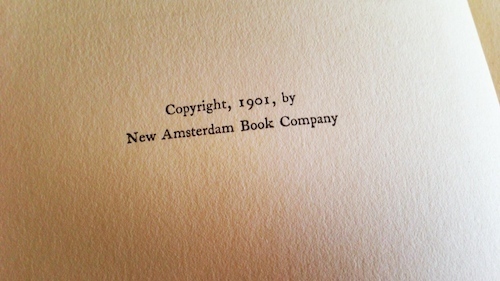 Copyright, 1901, by
New Amsterdam Book Company